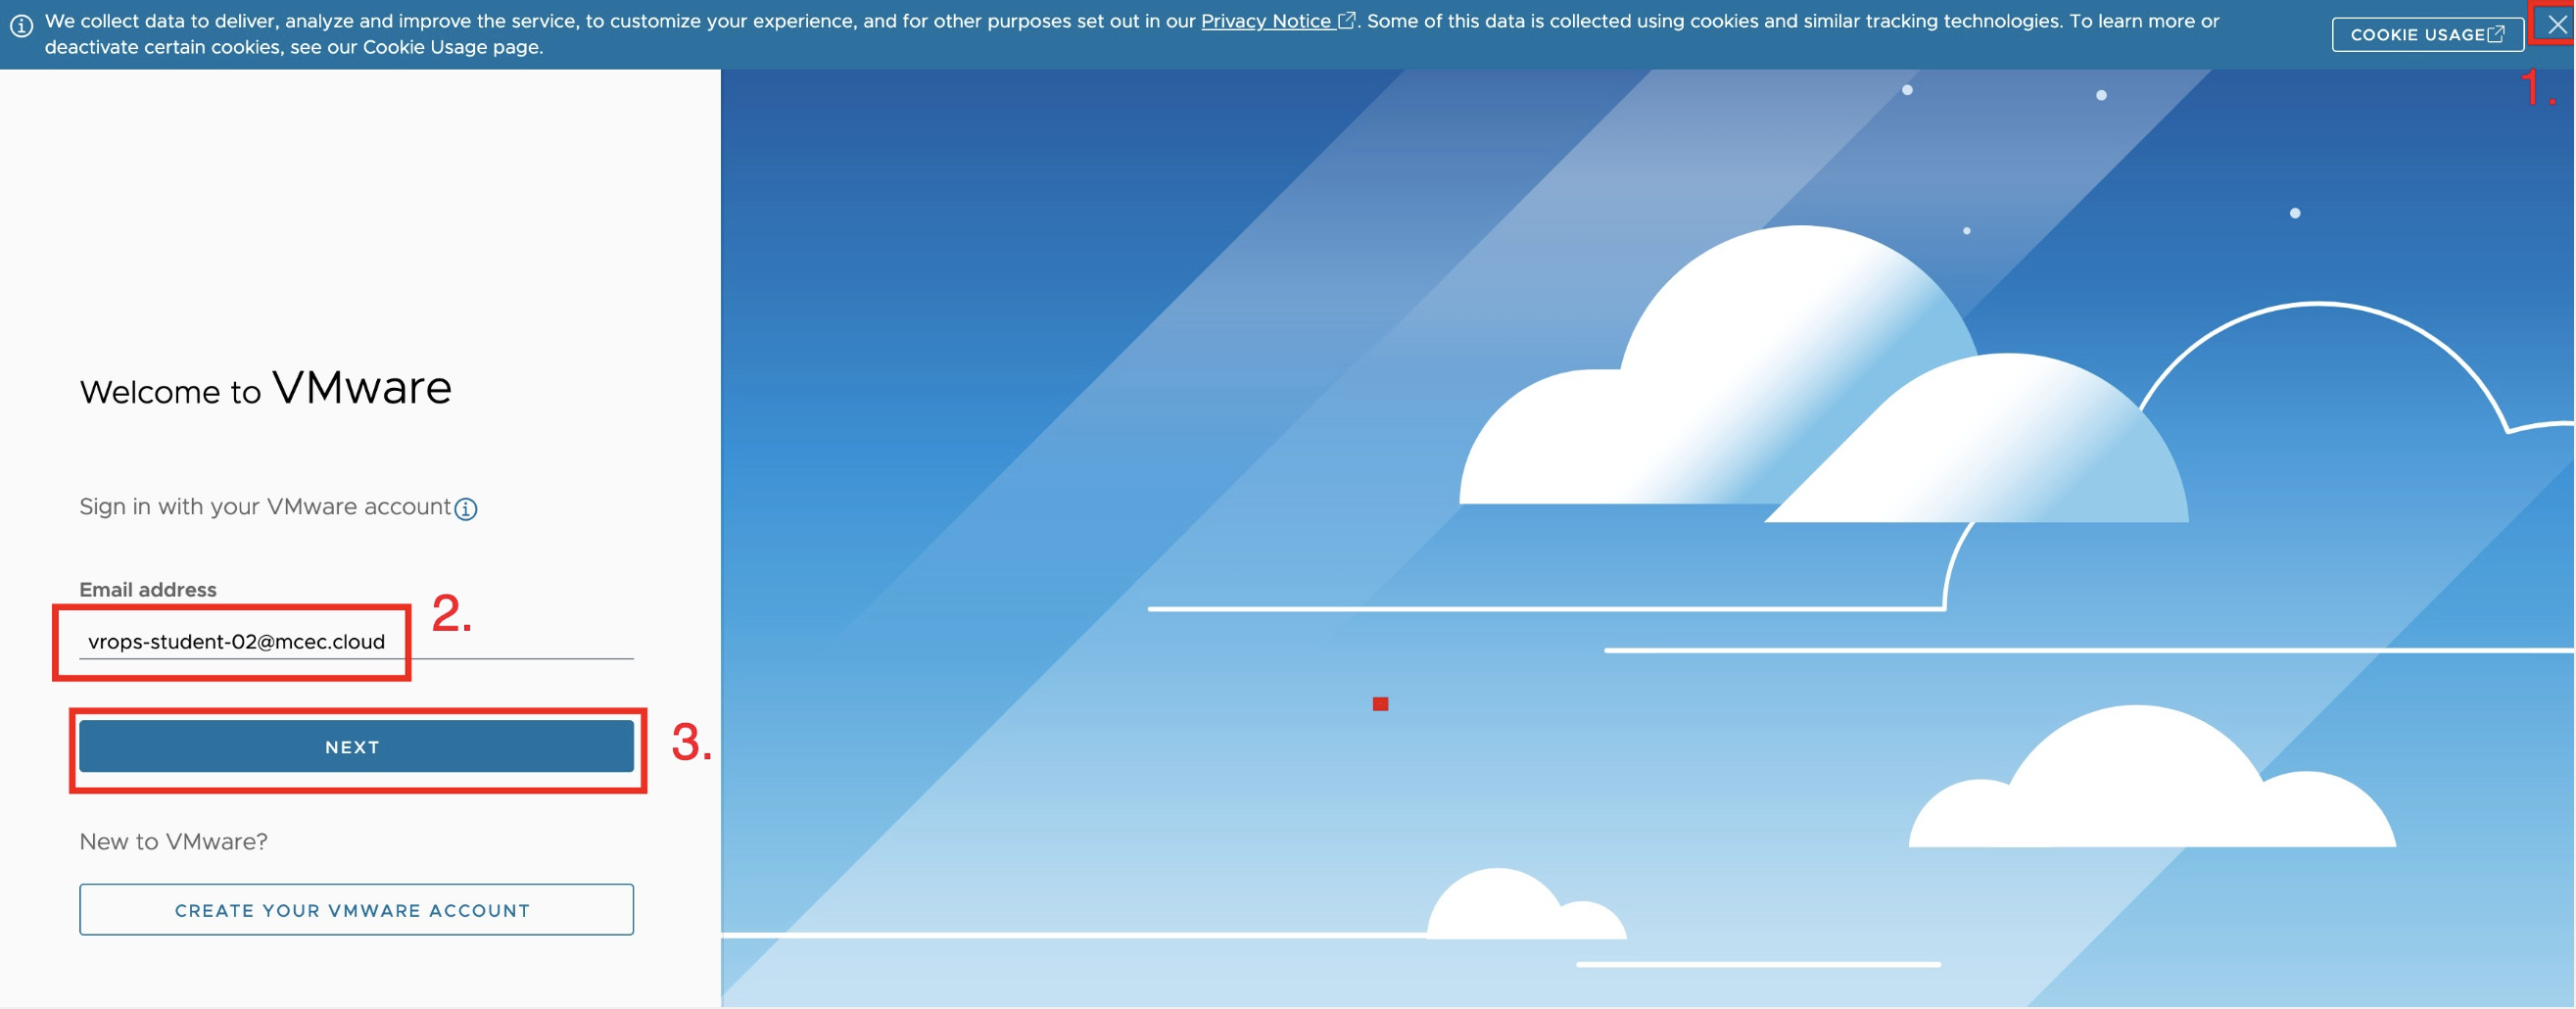 We collect data to deliver, analyze and improve the service, to customize your experience, and for other purposes set out in our Privacy Notice. Some of this data is collected using cookies and similar tracking technologies. To learn more or
deactivate certain cookies, see our Cookie Usage page.
COOKIE USAGE
1.
Welcome to VMware
Sign in with your VMware account
Email address
vrops-student-02@mcec.cloud
2.
NEXT
3.
New to VMware?
CREATE YOUR VMWARE ACCOUNT